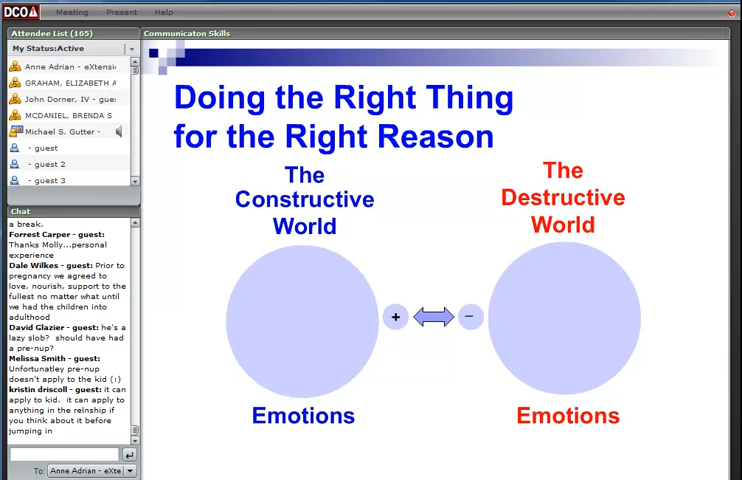 DCO Meeting Present Help
Attendee List (165)
My Status:Active
Anne Adrian - eXtensi
GRAHAM, ELIZABETH A
John Dorner, IV - gues
MCDANIEL, BRENDA S
Michael S. Gutter -
- guest
- guest 2
- guest 3
Chat
a break.
Forrest Carper - guest:
Thanks Molly...personal
experience
Dale Wilkes - guest: Prior to
pregnancy we agreed to
love, nourish, support to the
fullest no matter what until
we had the children into
adulthood
David Glazier - guest: he's a
lazy slob? should have had
a pre-nup?
Melissa Smith - guest:
Unfortunatley pre-nup
doesn't apply to the kid (:)
kristin driscoll - guest: it can
apply to kid. it can apply to
anything in the relnship if
you think about it before
jumping in
To: Anne Adrian - eXte
Communicaton Skills
Doing the Right Thing
for the Right Reason
The
Constructive
World
+
Emotions
The
Destructive
World
−
Emotions